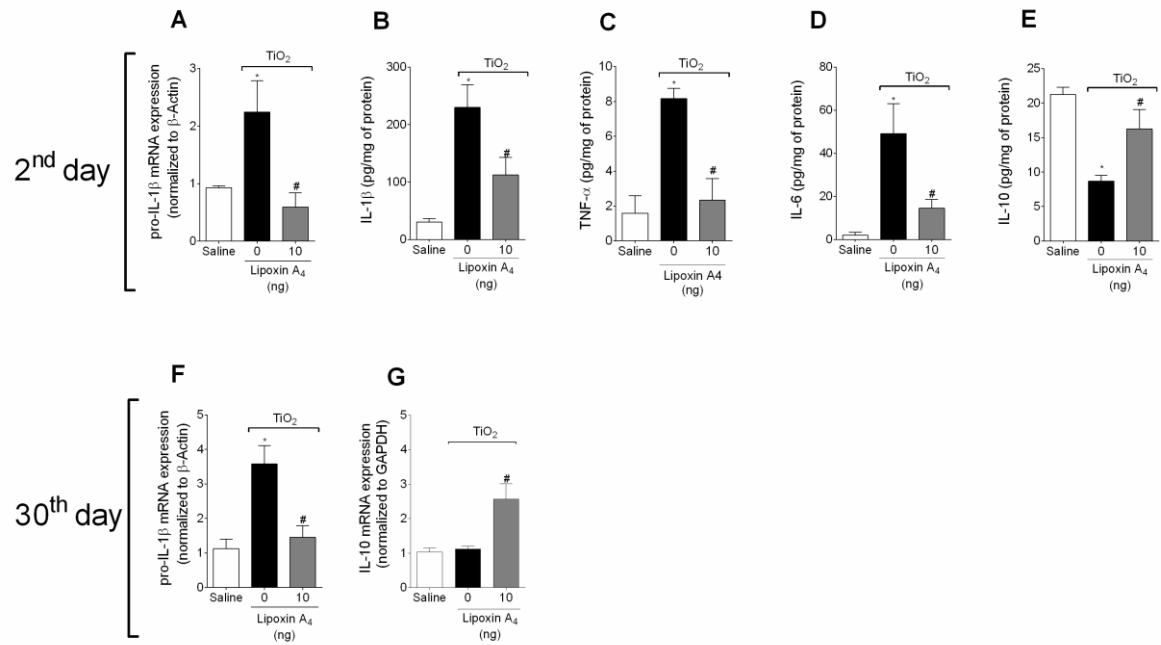 A
B
C
D
E
2nd day
pro-IL-1β mRNA expression
(normalized to β-Actin)
3
2
1
0
TiO2
*
#
Saline
0
10
Lipoxin A4
(ng)
IL-1β (pg/mg of protein)
300
200
100
0
TiO2
*
#
Saline
0
10
Lipoxin A4
(ng)
TNF-α (pg/mg of protein)
10
8
6
4
2
0
TiO2
*
#
Saline
0
10
Lipoxin A4
(ng)
IL-6 (pg/mg of protein)
80
60
40
20
0
TiO2
*
#
Saline
0
10
Lipoxin A4
(ng)
IL-10 (pg/mg of protein)
25
20
15
10
5
0
TiO2
*
#
Saline
0
10
Lipoxin A4
(ng)
F
G
30th day
pro-IL-1β mRNA expression
(normalized to β-Actin)
5
4
3
2
1
0
TiO2
*
#
Saline
0
10
Lipoxin A4
(ng)
IL-10 mRNA expression
(normalized to GAPDH)
5
4
3
2
1
0
TiO2
#
Saline
0
10
Lipoxin A4
(ng)